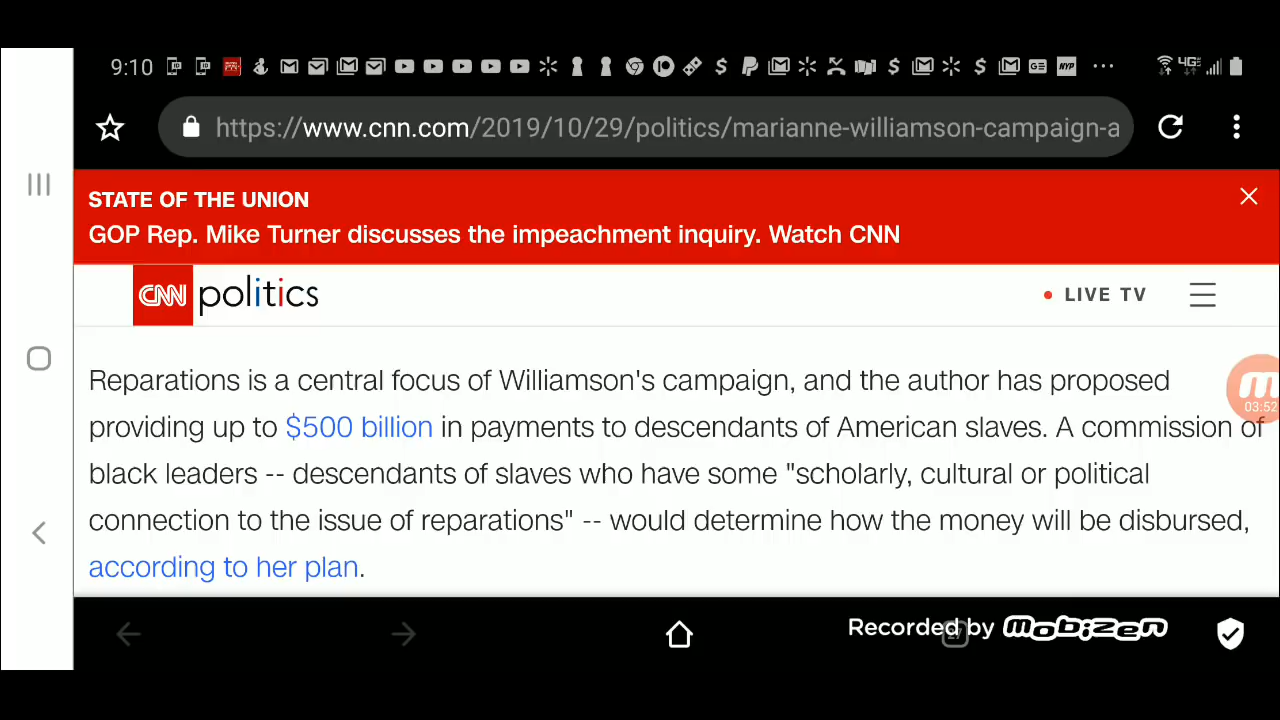 9:10
https://www.cnn.com/2019/10/29/politics/marianne-williamson-campaign-a
STATE OF THE UNION
GOP Rep. Mike Turner discusses the impeachment inquiry. Watch CNN
CNN politics
LIVE TV
Reparations is a central focus of Williamson's campaign, and the author has proposed
providing up to $500 billion in payments to descendants of American slaves. A commission of
black leaders -- descendants of slaves who have some "scholarly, cultural or political
connection to the issue of reparations" -- would determine how the money will be disbursed,
according to her plan.
03:52
Recorded by mobizen